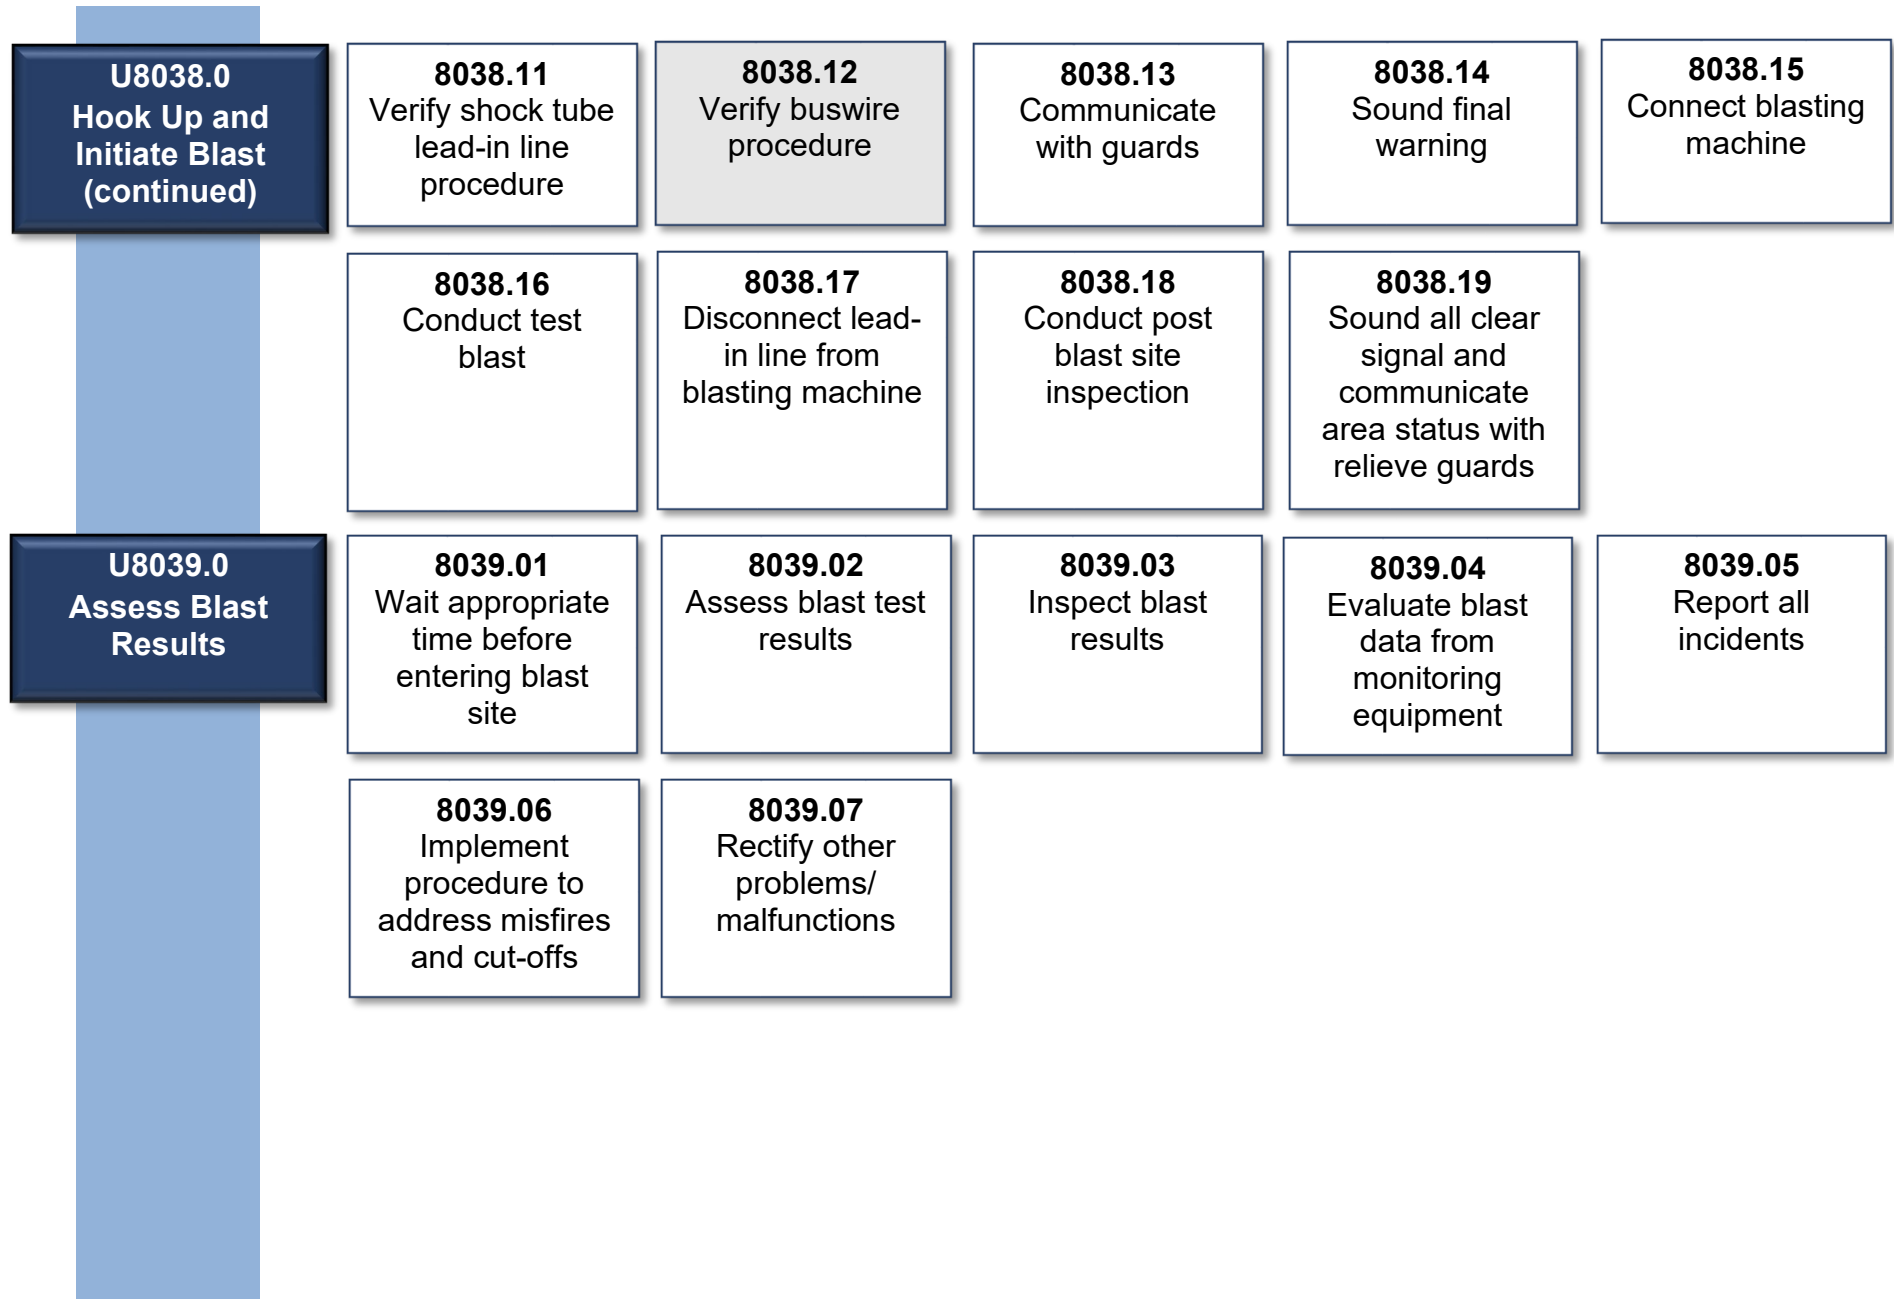 U8038.0
Hook Up and
Initiate Blast
(continued)
8038.11
Verify shock tube
lead-in line
procedure
8038.12
Verify buswire
procedure
8038.13
Communicate
with guards
8038.14
Sound final
warning
8038.15
Connect blasting
machine
8038.16
Conduct test
blast
8038.17
Disconnect lead-
in line from
blasting machine
8038.18
Conduct post
blast site
inspection
8038.19
Sound all clear
signal and
communicate
area status with
relieve guards
U8039.0
Assess Blast
Results
8039.01
Wait appropriate
time before
entering blast
site
8039.02
Assess blast test
results
8039.03
Inspect blast
results
8039.04
Evaluate blast
data from
monitoring
equipment
8039.05
Report all
incidents
8039.06
Implement
procedure to
address misfires
and cut-offs
8039.07
Rectify other
problems/
malfunctions